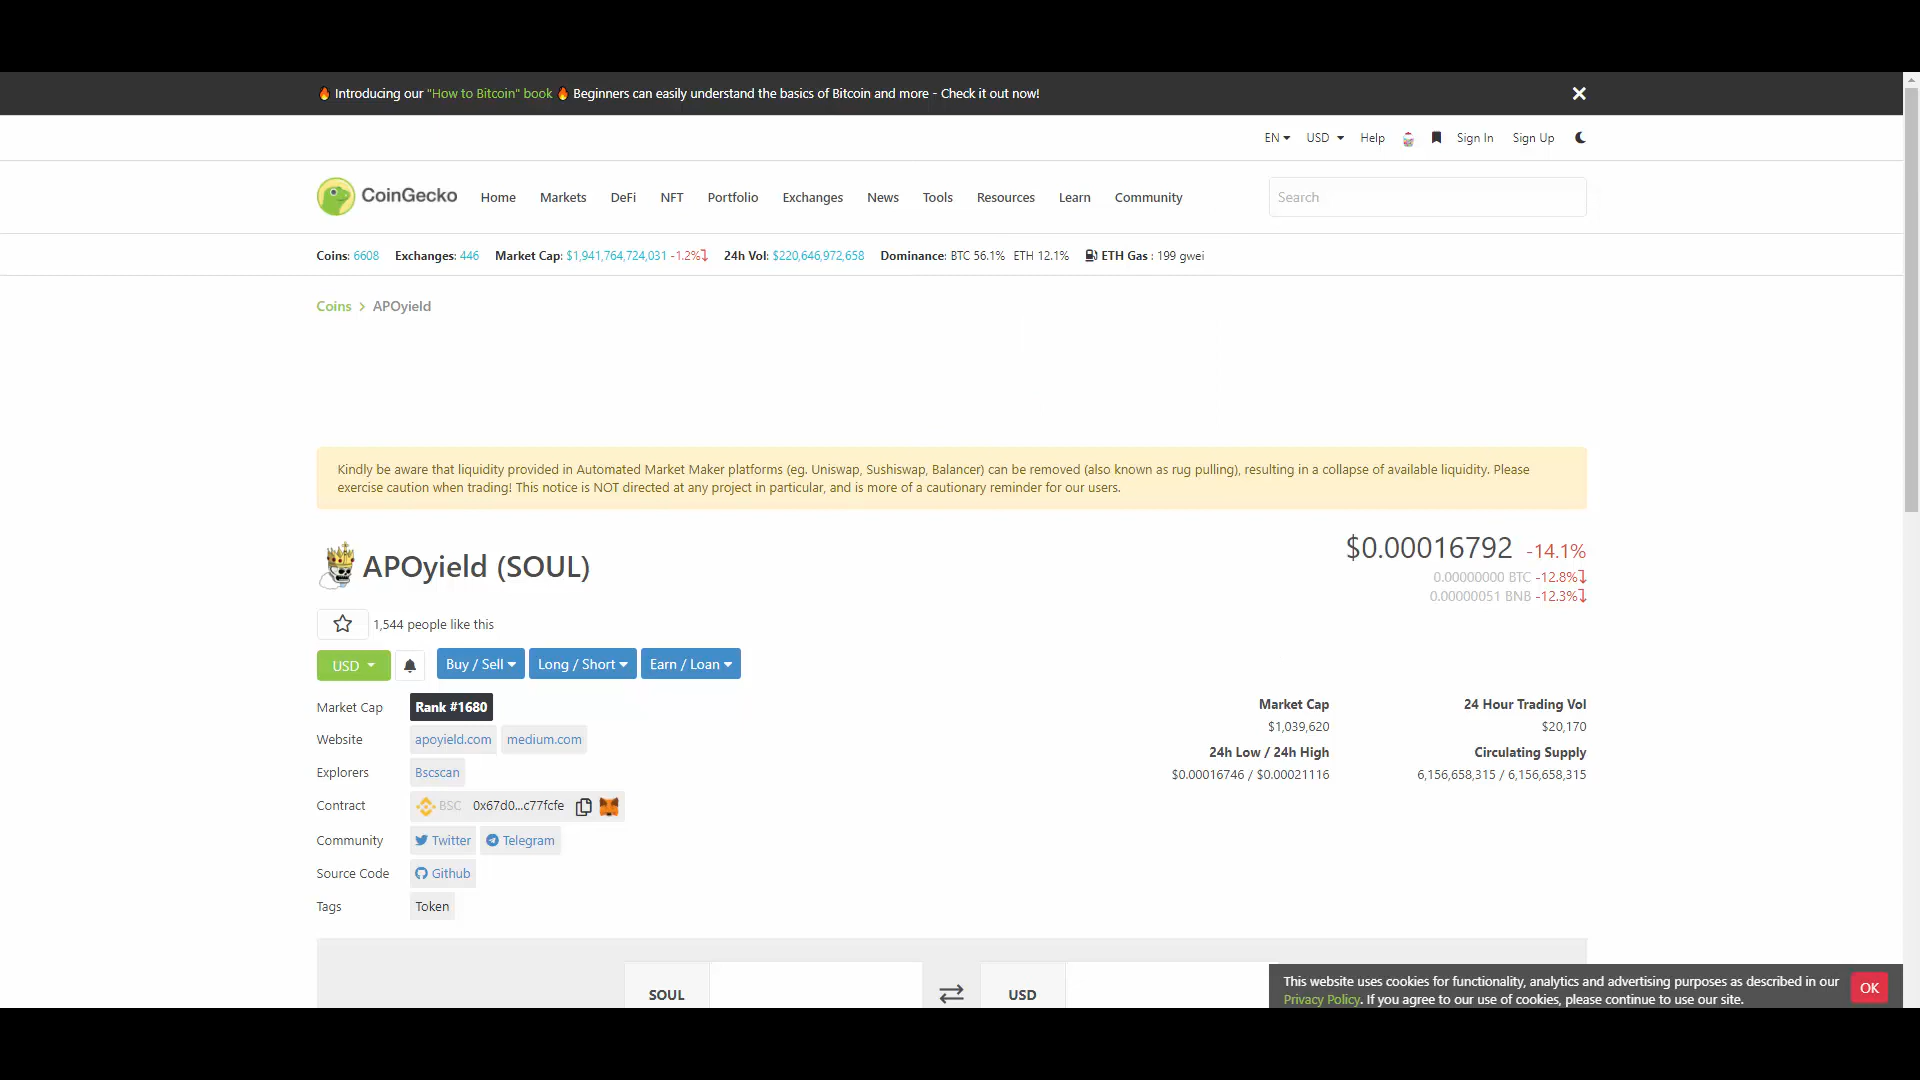 Introducing our "How to Bitcoin" book Beginners can easily understand the basics of Bitcoin and more - Check it out now!
EN USD Help Sign In Sign Up
CoinGecko Home Markets DeFi NFT Portfolio Exchanges News Tools Resources Learn Community Search
Coins: 6608 Exchanges: 446 Market Cap: $1,941,764,724,031 -1.2% 24h Vol: $220,646,972,658 Dominance: BTC 56.1% ETH 12.1% ETH Gas : 199 gwei
Coins > APOyield
Kindly be aware that liquidity provided in Automated Market Maker platforms (eg. Uniswap, Sushiswap, Balancer) can be removed (also known as rug pulling), resulting in a collapse of available liquidity. Please
exercise caution when trading! This notice is NOT directed at any project in particular, and is more of a cautionary reminder for our users.
APOyield (SOUL)
$0.00016792 -14.1%
0.00000000 BTC -12.8%
0.00000051 BNB -12.3%
1,544 people like this
USD Buy / Sell Long / Short Earn / Loan
Market Cap Rank #1680
Website apoyield.com medium.com
Explorers Bscscan
Contract BSC 0x67d0...c77fcfe
Community Twitter Telegram
Source Code Github
Tags Token
Market Cap 24 Hour Trading Vol
$1,039,620 $20,170
24h Low / 24h High Circulating Supply
$0.00016746 / $0.00021116 6,156,658,315 / 6,156,658,315
SOUL USD
This website uses cookies for functionality, analytics and advertising purposes as described in our
Privacy Policy. If you agree to our use of cookies, please continue to use our site.
OK